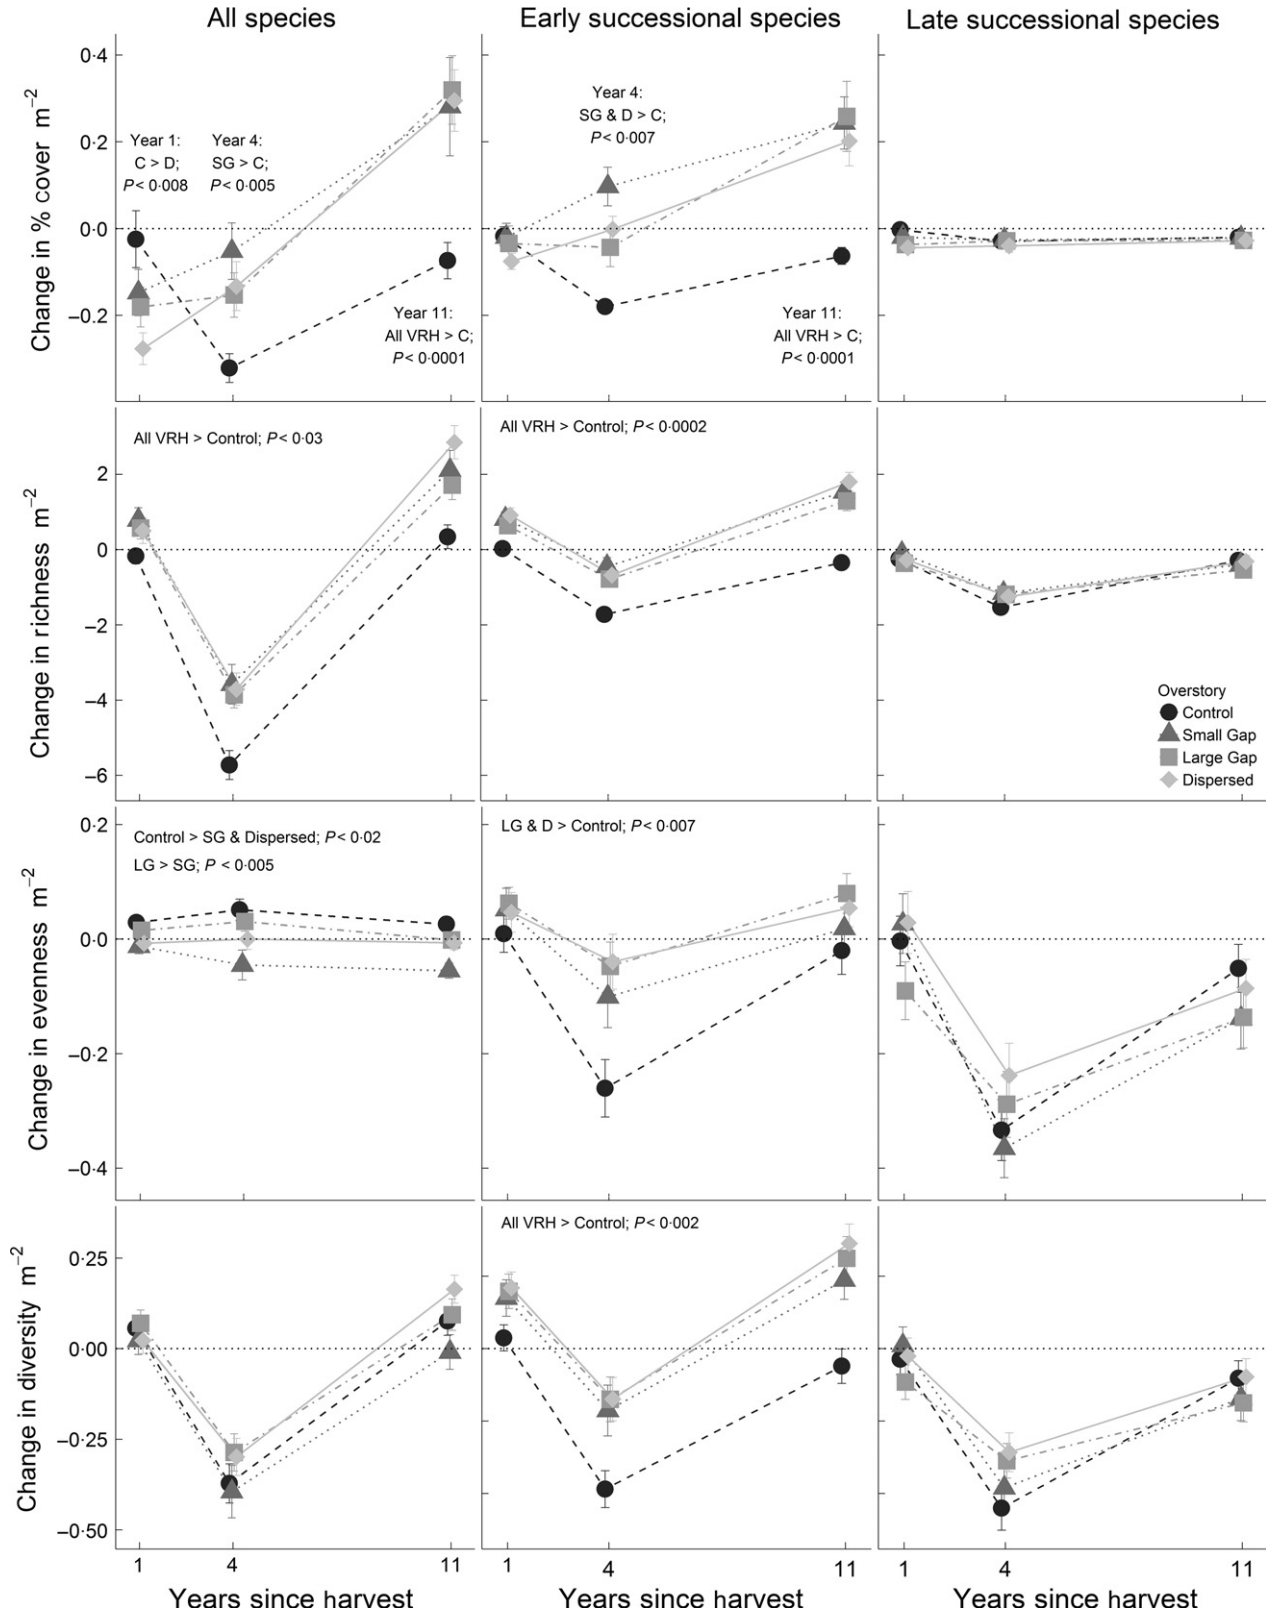 All species
Early successional species
Late successional species
Change in % cover m⁻²
0·4
0·2
0·0
−0·2
Year 1:
C > D;
P < 0·008
Year 4:
SG > C;
P < 0·005
Year 11:
All VRH > C;
P < 0·0001
Year 4:
SG & D > C;
P < 0·007
Year 11:
All VRH > C;
P < 0·0001
Change in richness m⁻²
2
0
−2
−4
−6
All VRH > Control; P < 0·03
All VRH > Control; P < 0·0002
Overstory
Control
Small Gap
Large Gap
Dispersed
Change in evenness m⁻²
0·2
0·0
−0·2
−0·4
Control > SG & Dispersed; P < 0·02
LG > SG; P < 0·005
LG & D > Control; P < 0·007
Change in diversity m⁻²
0·25
0·00
−0·25
−0·50
All VRH > Control; P < 0·002
1 4 11
1 4 11
1 4 11
Years since harvest
Years since harvest
Years since harvest